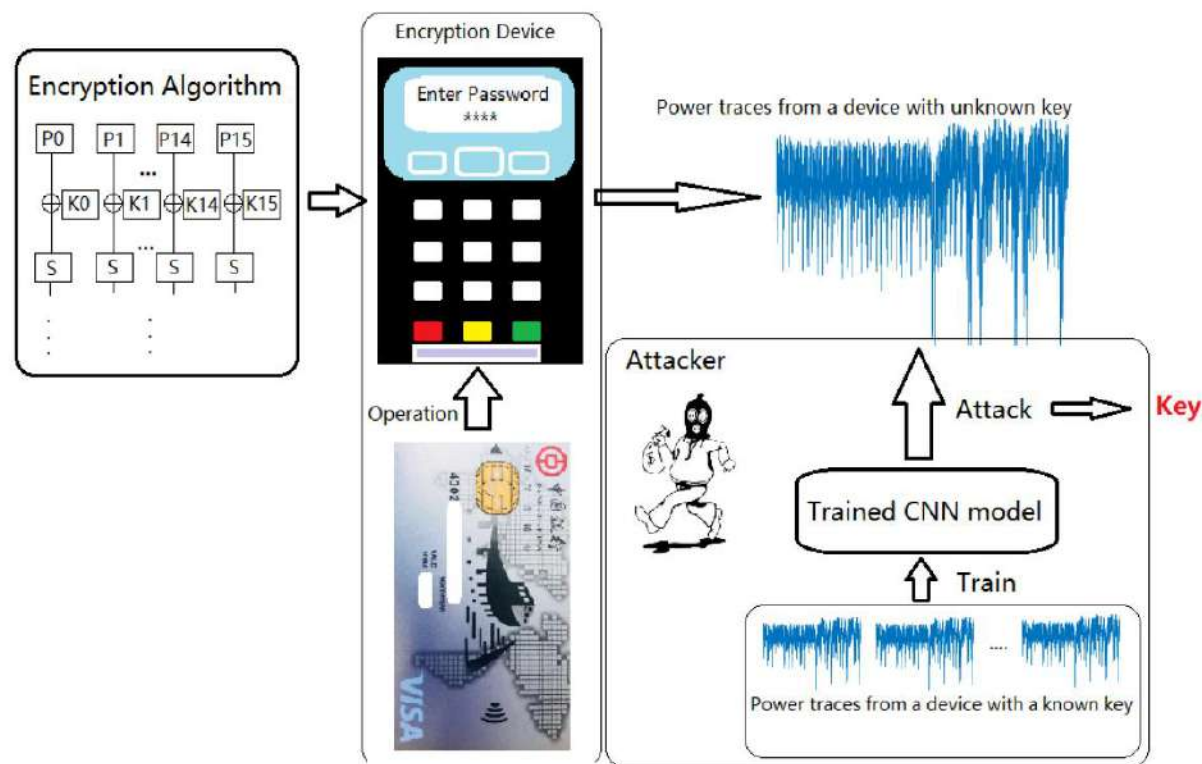 Encryption Algorithm
P0 P1 P14 P15
...
K0 K1 K14 K15
...
S S S S
Encryption Device
Enter Password
****
Operation
4302
VISA
Power traces from a device with unknown key
Attacker
Attack
Key
Trained CNN model
Train
....
Power traces from a device with a known key